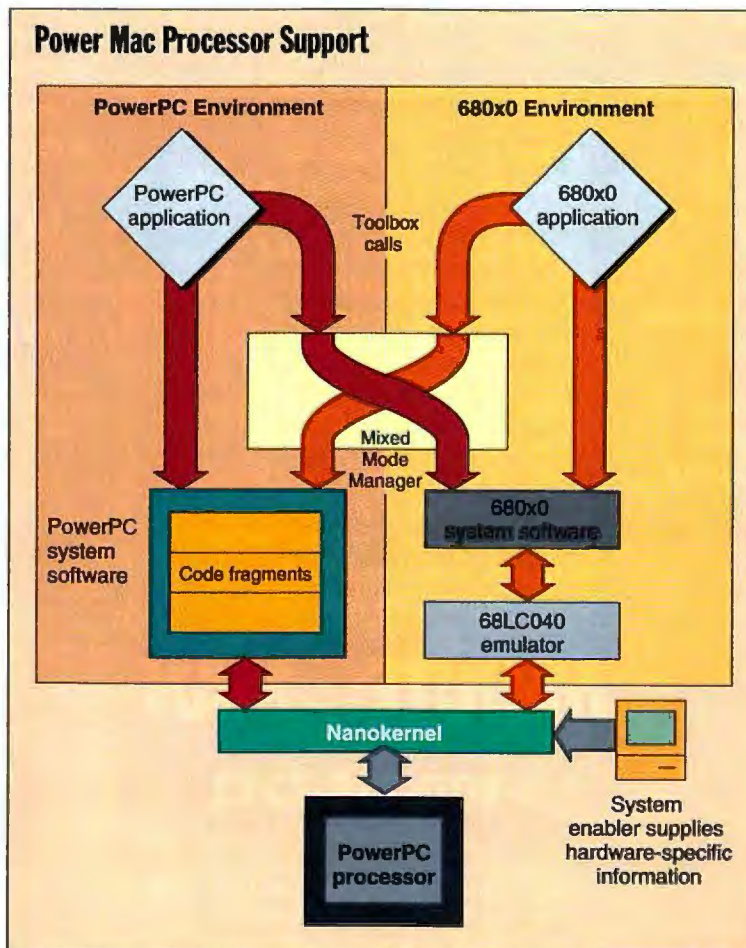 Power Mac Processor Support
PowerPC Environment
680x0 Environment
PowerPC
application
680x0
application
Toolbox
calls
Mixed
Mode
Manager
PowerPC
system
software
Code fragments
680x0
system software
68LC040
emulator
Nanokernel
PowerPC
processor
System
enabler supplies
hardware-specific
information